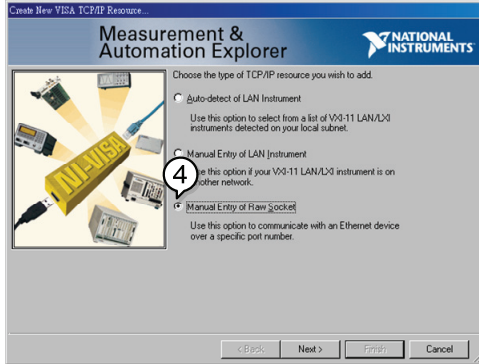 Create New VISA TCP/IP Resource...
Measurement &
Automation Explorer
NATIONAL
INSTRUMENTS
Choose the type of TCP/IP resource you wish to add.
Auto-detect of LAN Instrument
Use this option to select from a list of VXI-11 LAN/LXI
instruments detected on your local subnet.
Manual Entry of LAN Instrument
this option if your VXI-11 LAN/LXI instrument is on
network.
4
Manual Entry of Raw Socket
Use this option to communicate with an Ethernet device
over a specific port number.
NI-VISA
< Back
Next >
Finish
Cancel